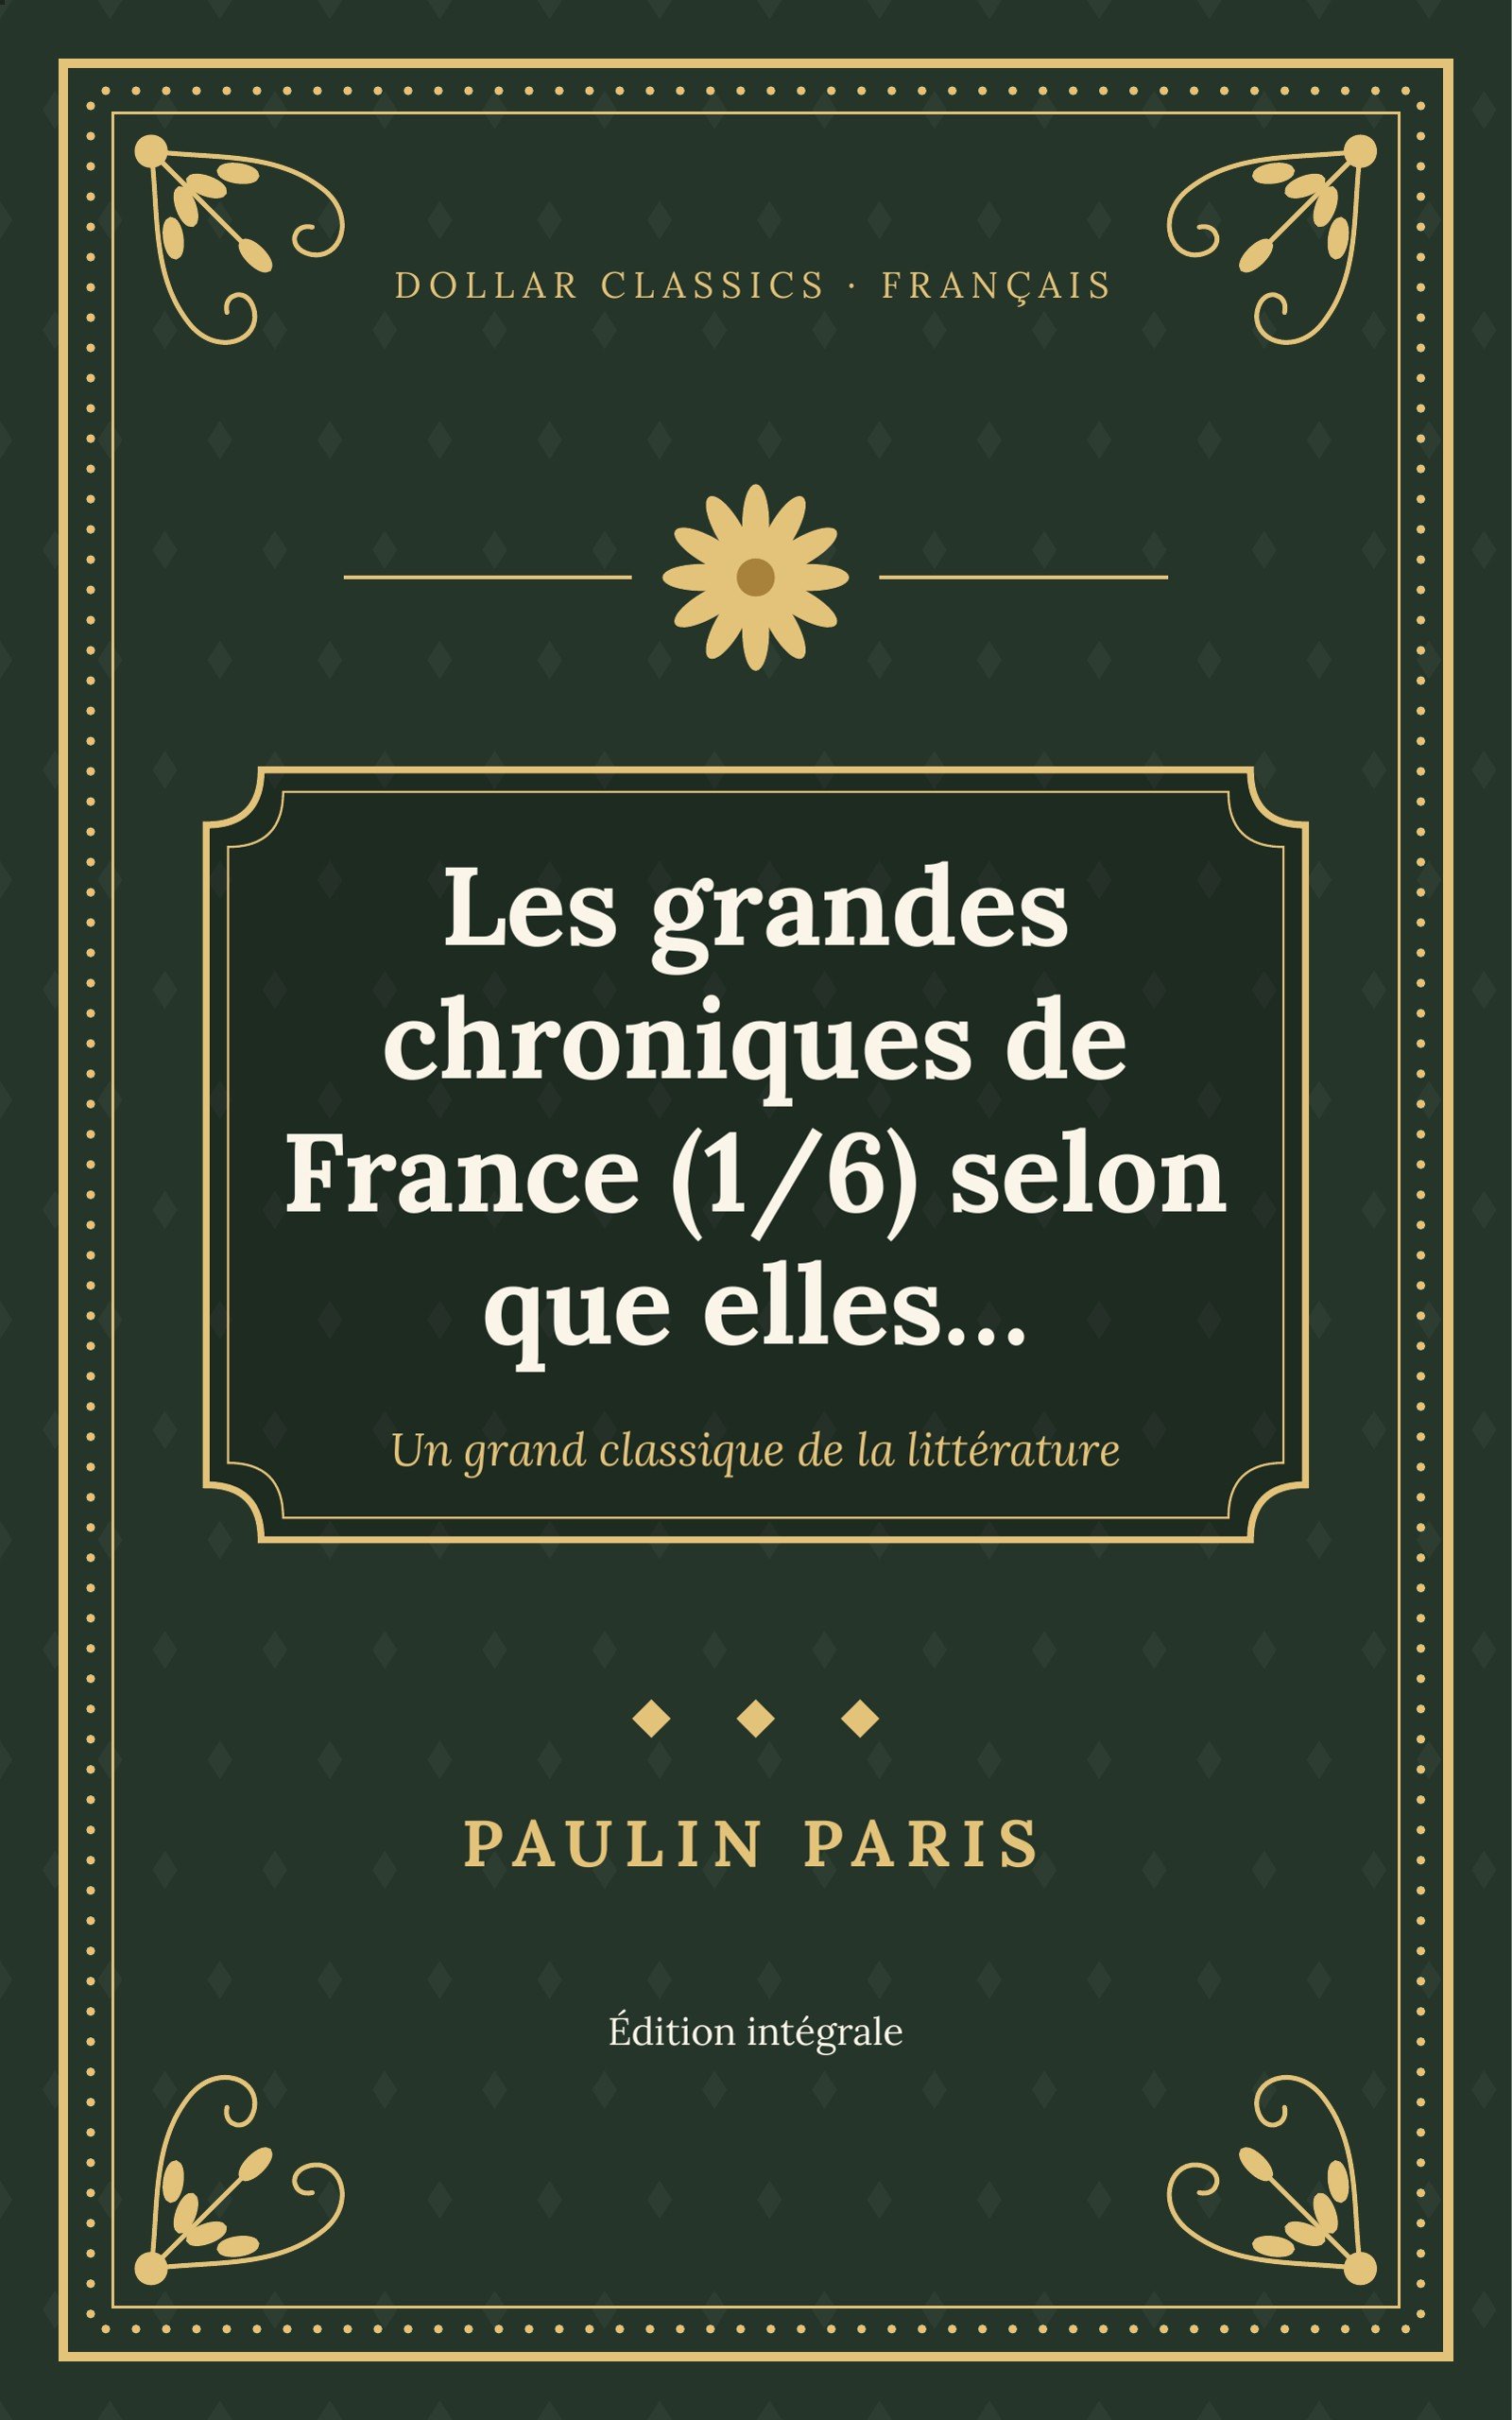 DOLLAR CLASSICS · FRANÇAIS
Les grandes
chroniques de
France (1/6) selon
que elles...
Un grand classique de la littérature
PAULIN PARIS
Édition intégrale